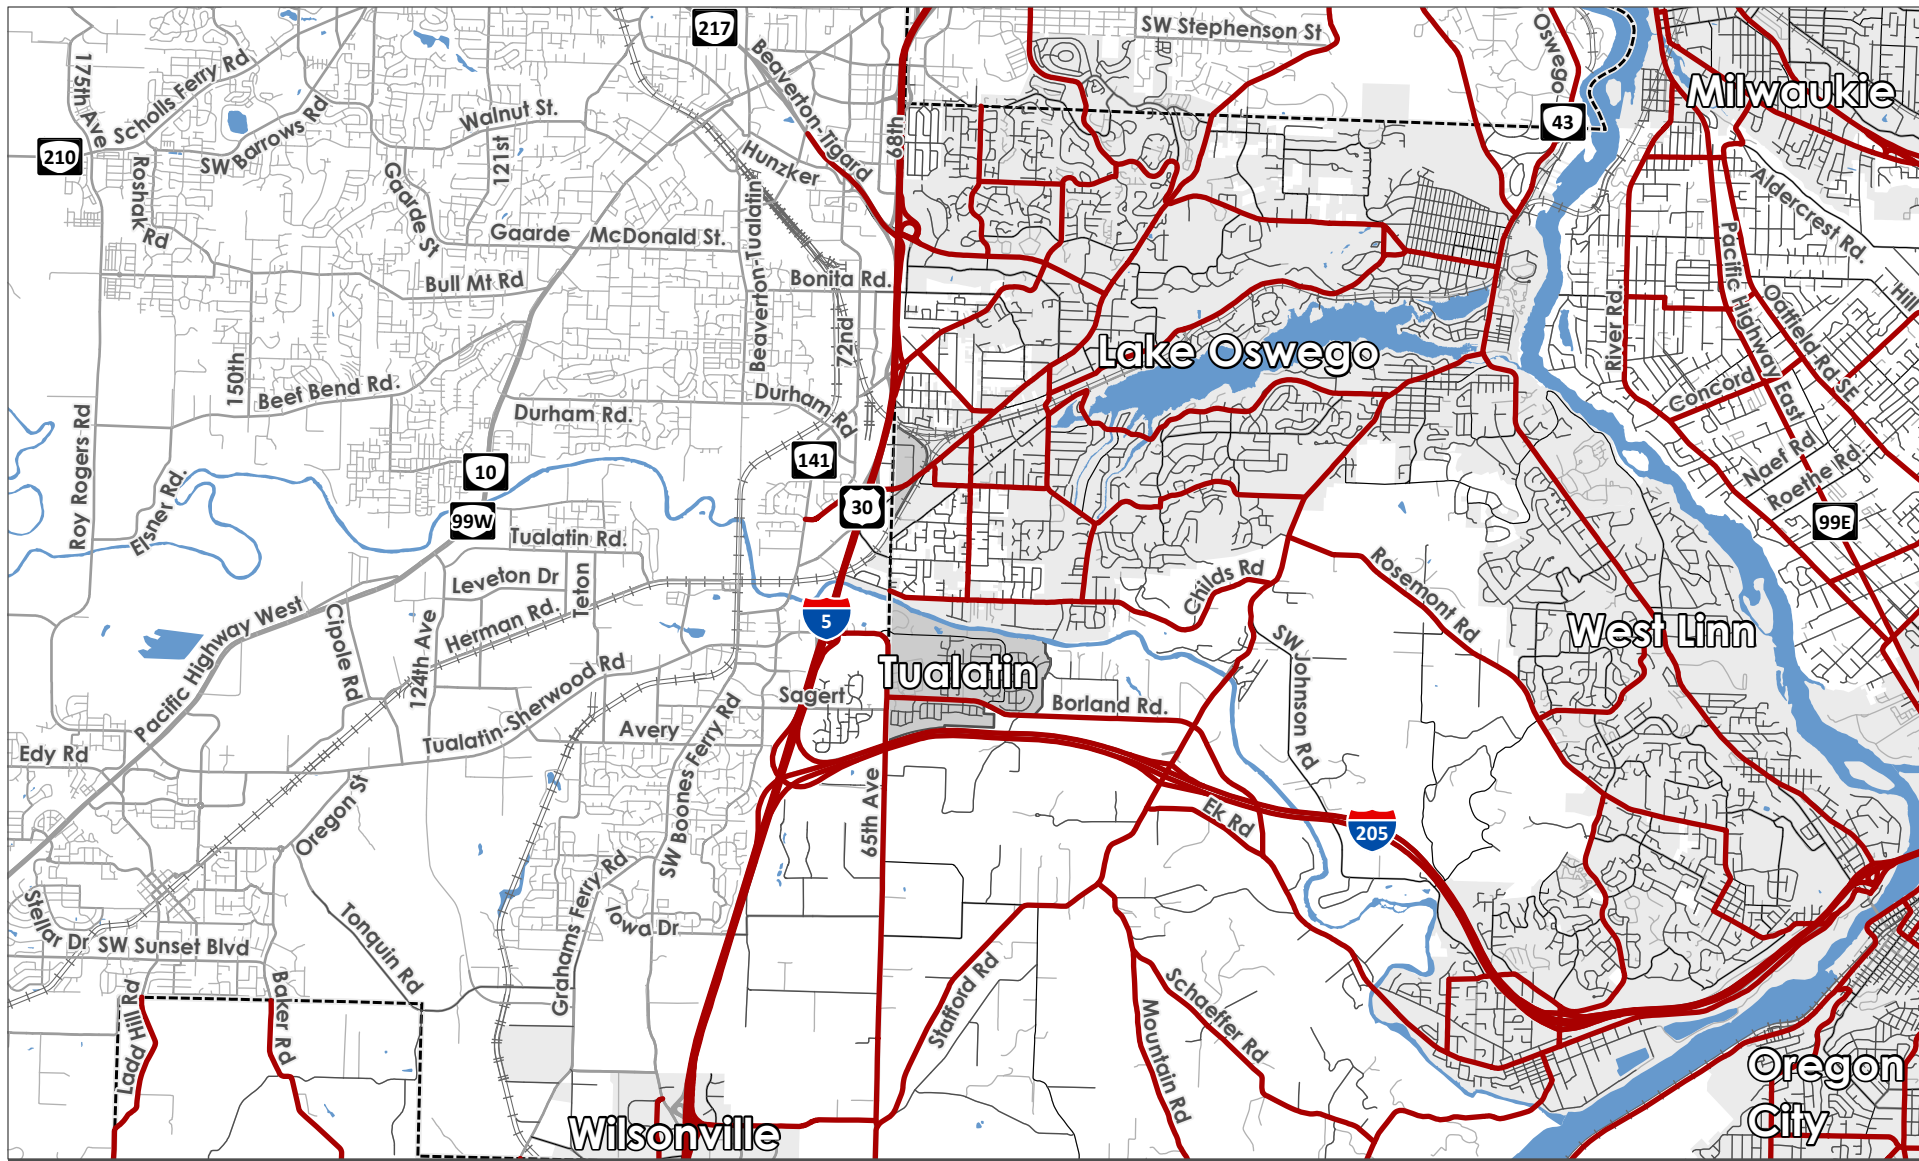 217
SW Stephenson St
Oswego
175th Ave
Scholls Ferry Rd
Beaverton-Tigard
Milwaukie
SW Barrows Rd
Walnut St.
43
68th
210
Roshak Rd
121st
Hunzker
Gaarde St
Aldercrest Rd.
Gaarde
McDonald St.
Beaverton-Tualatin
Pacific Highway East
Bull Mt Rd
Bonita Rd.
River Rd.
Oatfield Rd SE
Hill
72nd
Lake Oswego
150th
Beef Bend Rd.
Durham Rd.
Durham Rd
Concord
Roy Rogers Rd
Elsner Rd.
10
141
Naef Rd
Roethe Rd.
30
99W
99E
Tualatin Rd.
Leveton Dr
Teton
Childs Rd
Rosemont Rd
Pacific Highway West
Cipole Rd
124th Ave
Herman Rd.
5
SW Johnson Rd
West Linn
Tualatin
Tualatin-Sherwood Rd
Sagert
Borland Rd.
Avery
Edy Rd
SW Boones Ferry Rd
65th Ave
Oregon St
Ek Rd
205
Grahams Ferry Rd
Stellar Dr
SW Sunset Blvd
Tonquin Rd
Iowa Dr
Ladd Hill Rd
Baker Rd
Stafford Rd
Schaeffer Rd
Mountain Rd
Wilsonville
Oregon
City